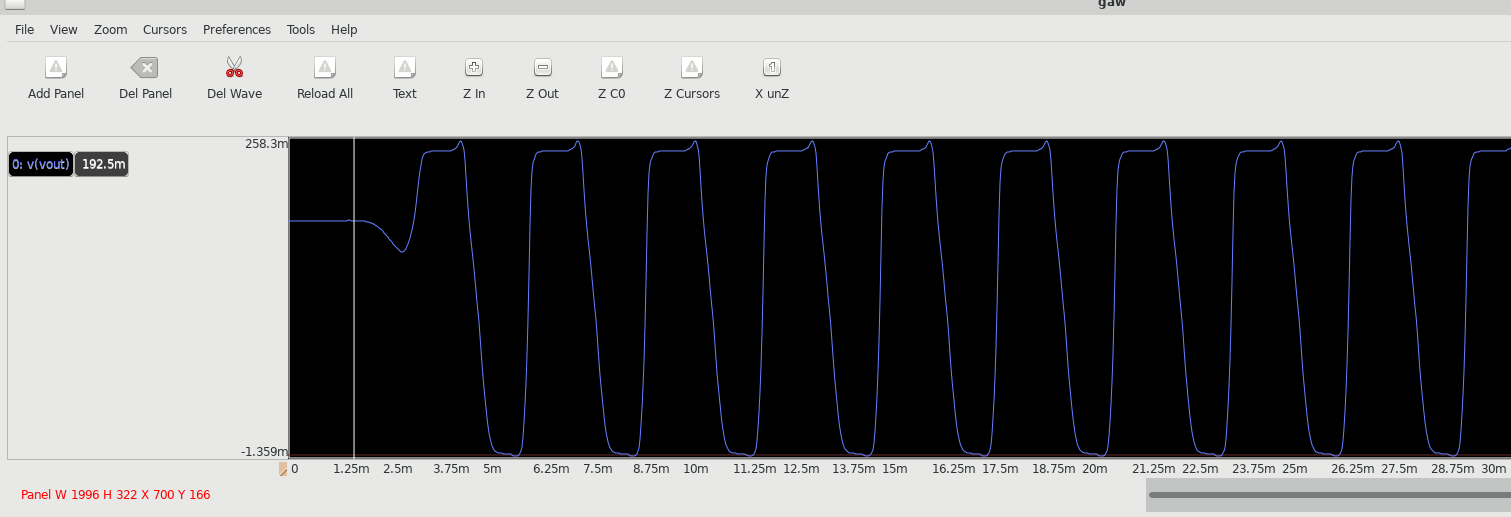 gaw
File View Zoom Cursors Preferences Tools Help
Add Panel Del Panel Del Wave Reload All Text Z In Z Out Z C0 Z Cursors X unZ
258.3m
0: v(vout) 192.5m
-1.359m
0 1.25m 2.5m 3.75m 5m 6.25m 7.5m 8.75m 10m 11.25m 12.5m 13.75m 15m 16.25m 17.5m 18.75m 20m 21.25m 22.5m 23.75m 25m 26.25m 27.5m 28.75m 30m
Panel W 1996 H 322 X 700 Y 166